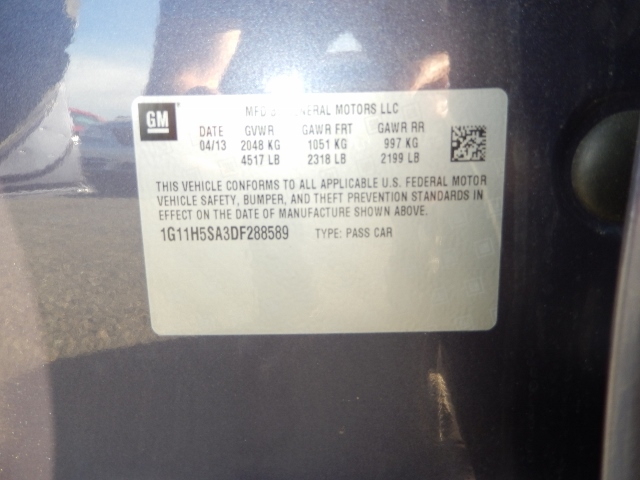 GM
MFD BY GENERAL MOTORS LLC
DATE GVWR GAWR FRT GAWR RR
04/13 2048 KG 1051 KG 997 KG
4517 LB 2318 LB 2199 LB
THIS VEHICLE CONFORMS TO ALL APPLICABLE U.S. FEDERAL MOTOR
VEHICLE SAFETY, BUMPER, AND THEFT PREVENTION STANDARDS IN
EFFECT ON THE DATE OF MANUFACTURE SHOWN ABOVE.
1G11H5SA3DF288589 TYPE: PASS CAR